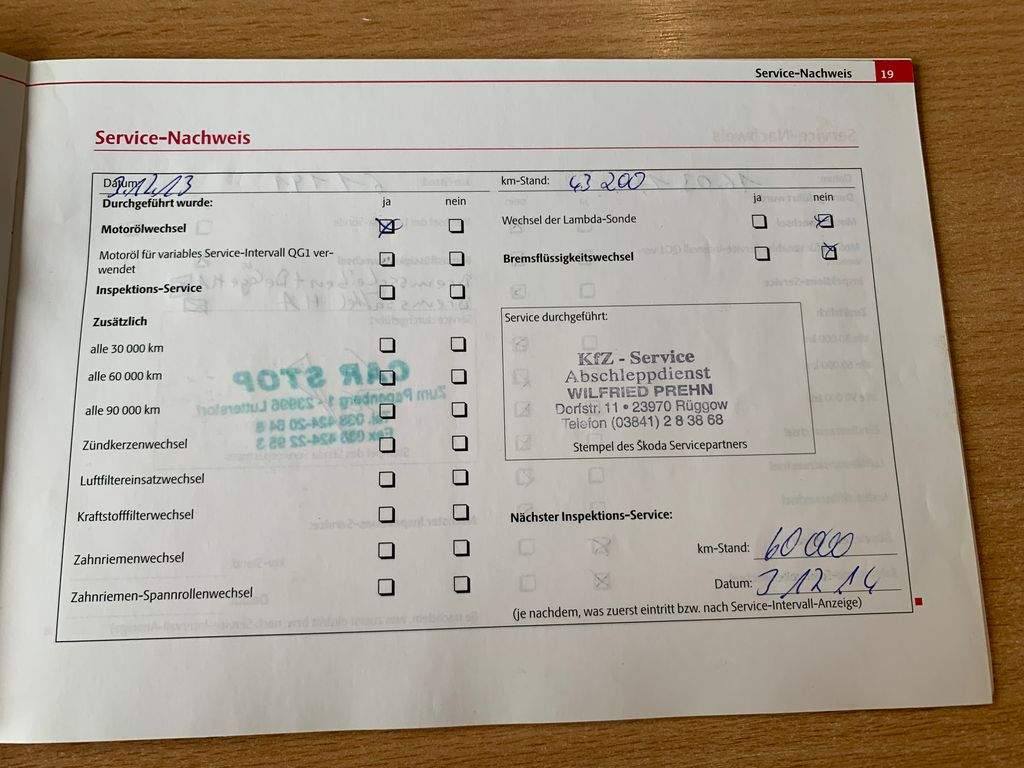 Service-Nachweis 19
Service-Nachweis
Datum: 3.12.13 km-Stand: 43 200
Durchgeführt wurde: ja nein ja nein
Motorölwechsel Wechsel der Lambda-Sonde
Motoröl für variables Service-Intervall QG1 ver-
wendet Bremsflüssigkeitswechsel
Inspektions-Service
Zusätzlich Service durchgeführt:
alle 30 000 km KfZ - Service
alle 60 000 km Abschleppdienst
WILFRIED PREHN
alle 90 000 km Dorfstr. 11 • 23970 Rüggow
Telefon (03841) 2 8 38 68
Zündkerzenwechsel Stempel des Škoda Servicepartners
Luftfiltereinsatzwechsel
Kraftstofffilterwechsel Nächster Inspektions-Service:
Zahnriemenwechsel km-Stand: 60 000
Zahnriemen-Spannrollenwechsel Datum: 3 12 14
(je nachdem, was zuerst eintritt bzw. nach Service-Intervall-Anzeige)